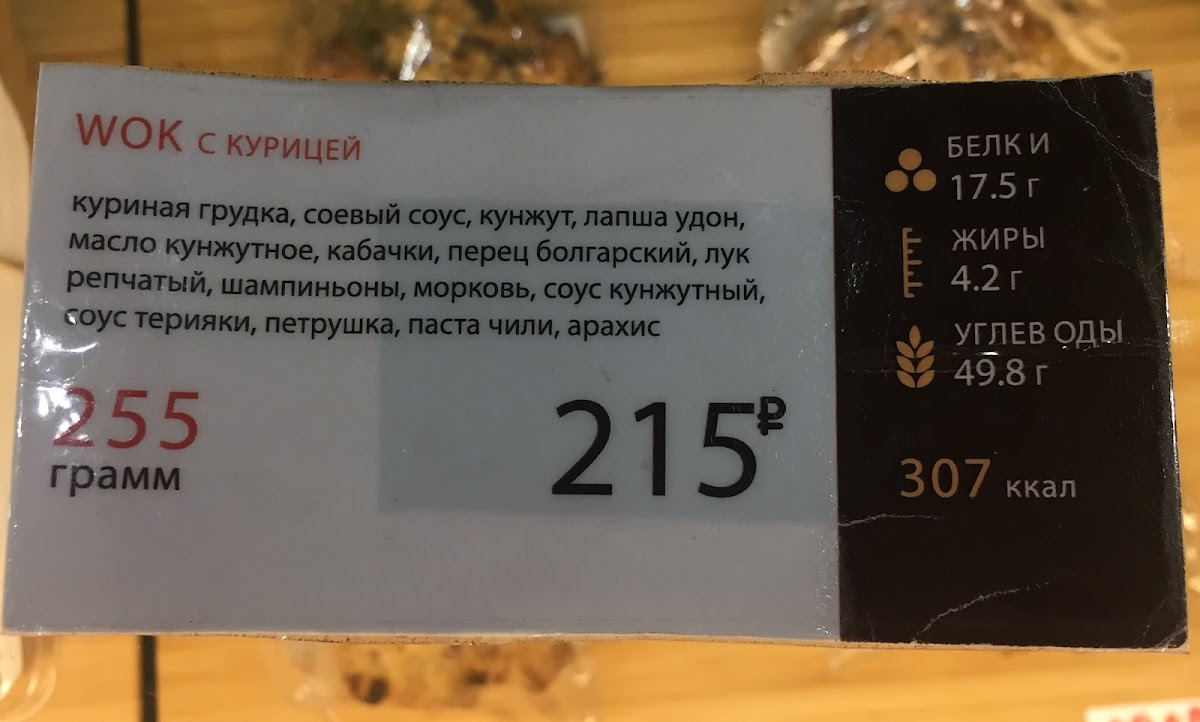 WOK С КУРИЦЕЙ
куриная грудка, соевый соус, кунжут, лапша удон,
масло кунжутное, кабачки, перец болгарский, лук
репчатый, шампиньоны, морковь, соус кунжутный,
соус терияки, петрушка, паста чили, арахис
255
грамм
215₽
БЕЛК И
17.5 г
ЖИРЫ
4.2 г
УГЛЕВ ОДЫ
49.8 г
307 ккал